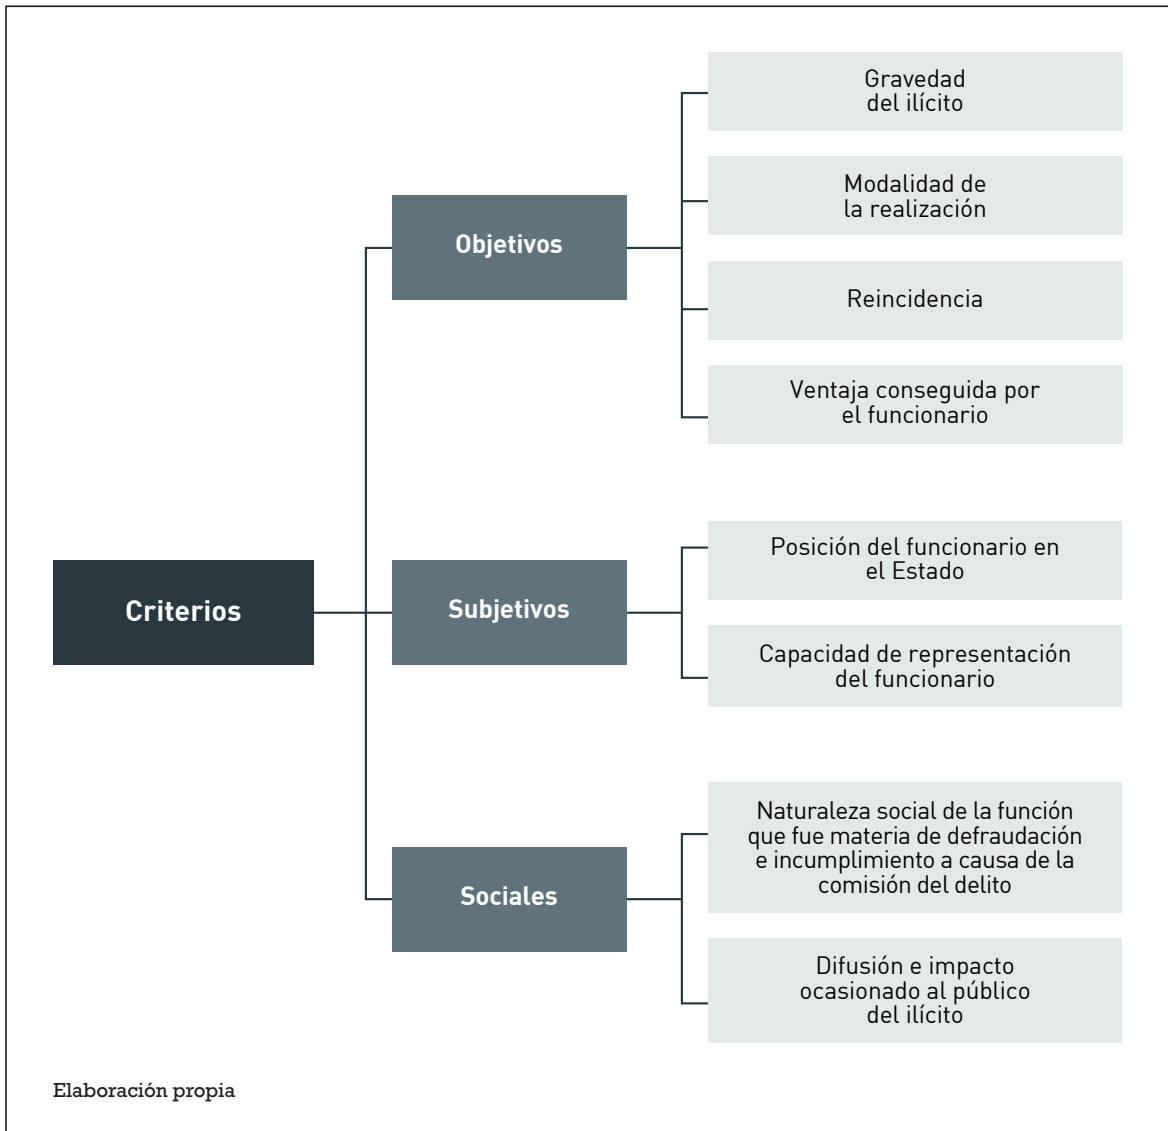 Criterios
Objetivos
Gravedad
del ilícito
Modalidad de
la realización
Reincidencia
Ventaja conseguida por
el funcionario
Subjetivos
Posición del funcionario en
el Estado
Capacidad de representación
del funcionario
Sociales
Naturaleza social de la función
que fue materia de defraudación
e incumplimiento a causa de la
comisión del delito
Difusión e impacto
ocasionado al público
del ilícito
Elaboración propia